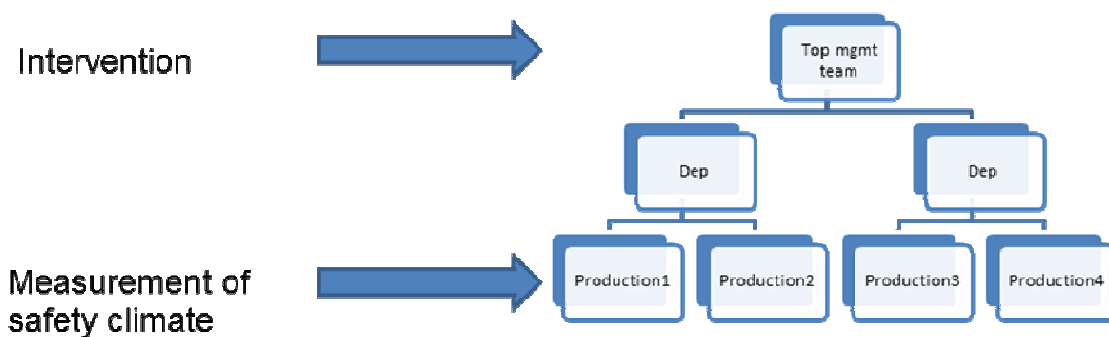 Intervention
Top mgmt
team
Dep
Dep
Measurement of
safety climate
Production1
Production2
Production3
Production4